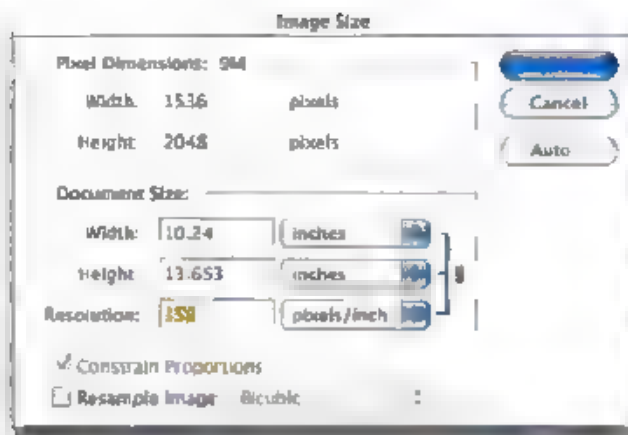 Image Size
Pixel Dimensions: 9M
Width: 1536 pixels
Height: 2048 pixels
Cancel
Auto
Document Size:
Width: 10.24 inches
Height: 13.653 inches
Resolution: pixels/inch
Constrain Proportions
Resample Image Bicubic